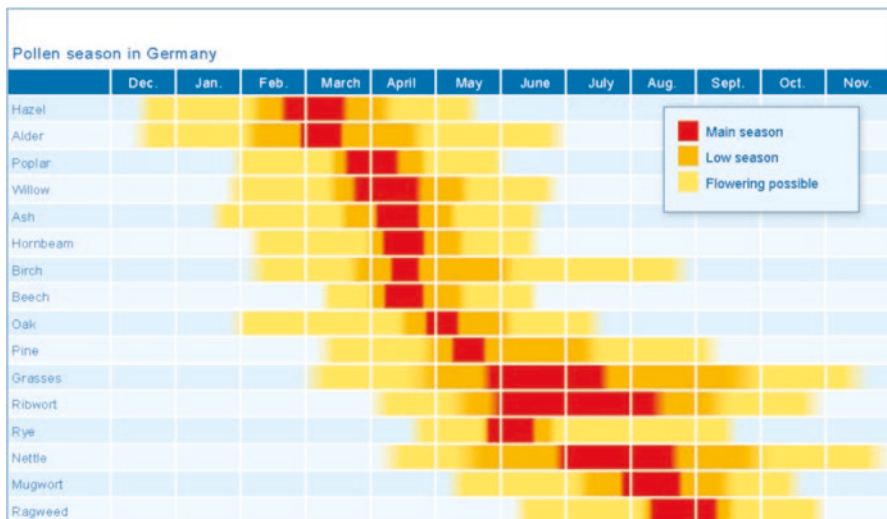 Pollen season in Germany
Dec. Jan. Feb. March April May June July Aug. Sept. Oct. Nov.
Hazel
Alder
Poplar
Willow
Ash
Hornbeam
Birch
Beech
Oak
Pine
Grasses
Ribwort
Rye
Nettle
Mugwort
Ragweed
Main season
Low season
Flowering possible